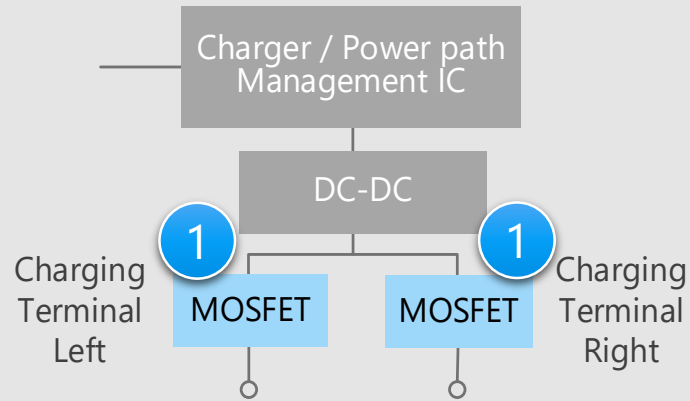 Charger / Power path
Management IC
DC-DC
1
1
Charging
Terminal
Left
MOSFET
MOSFET
Charging
Terminal
Right